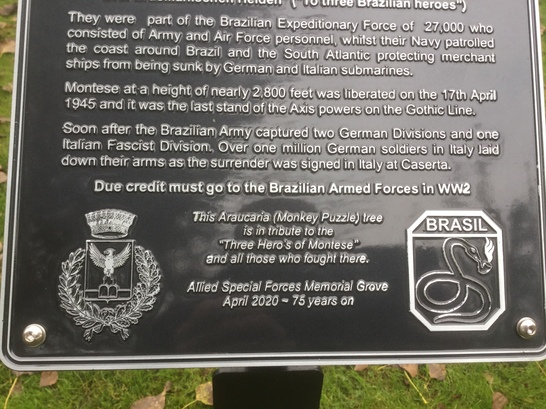 Helden" ("To three Brazilian heroes")
They were part of the Brazilian Expeditionary Force of 27,000 who
consisted of Army and Air Force personnel, whilst their Navy patrolled
the coast around Brazil and the South Atlantic protecting merchant
ships from being sunk by German and Italian submarines.
Montese at a height of nearly 2,800 feet was liberated on the 17th April
1945 and it was the last stand of the Axis powers on the Gothic Line.
Soon after the Brazilian Army captured two German Divisions and one
Italian Fascist Division. Over one million German soldiers in Italy laid
down their arms as the surrender was signed in Italy at Caserta.
Due credit must go to the Brazilian Armed Forces in WW2
This Araucaria (Monkey Puzzle) tree
is in tribute to the
"Three Hero's of Montese"
and all those who fought there.
Allied Special Forces Memorial Grove
April 2020 ~ 75 years on
BRASIL